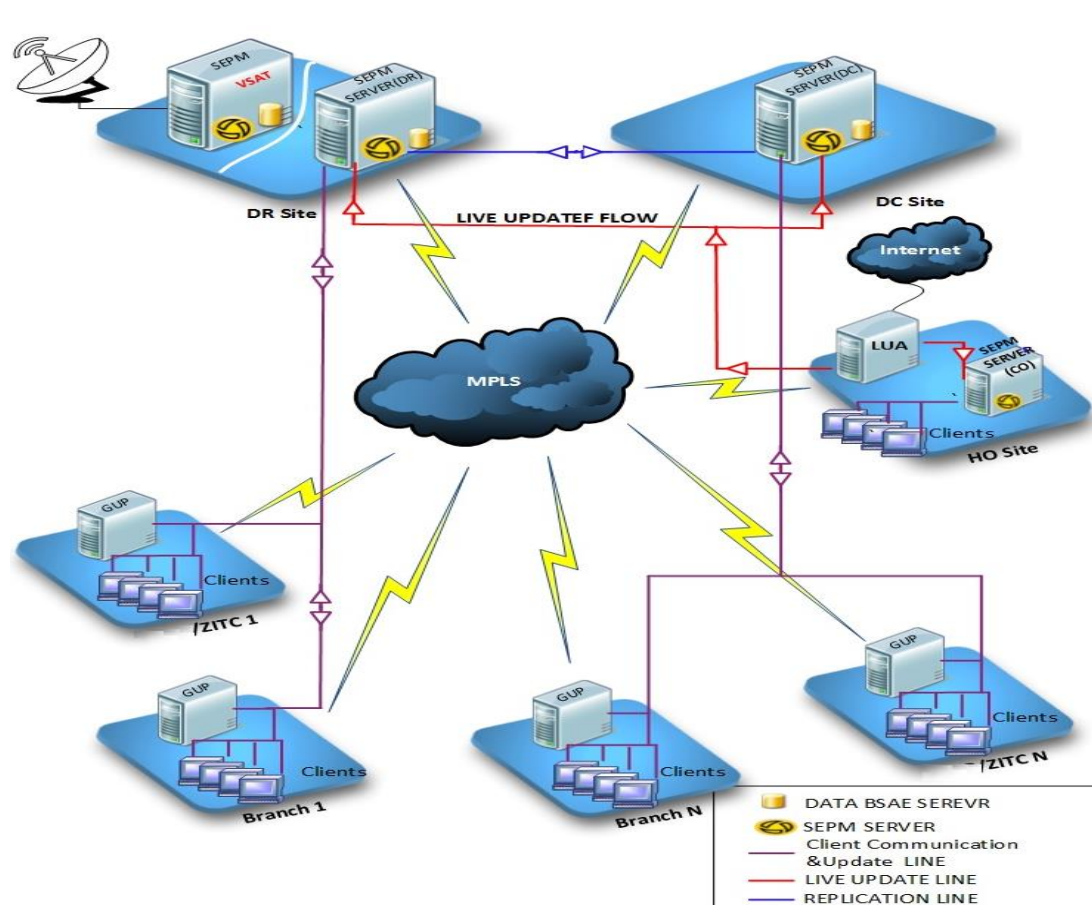 SEPM
VSAT
SEPM
SERVER(DR)
SEPM
SERVER(DC)
DR Site
DC Site
LIVE UPDATEF FLOW
Internet
LUA
SEPM
SERVER
(CO)
Clients
HO Site
MPLS
GUP
Clients
/ZITC 1
GUP
Clients
Branch 1
GUP
Clients
Branch N
GUP
Clients
/ZITC N
DATA BSAE SEREVR
SEPM SERVER
Client Communication
&Update LINE
LIVE UPDATE LINE
REPLICATION LINE